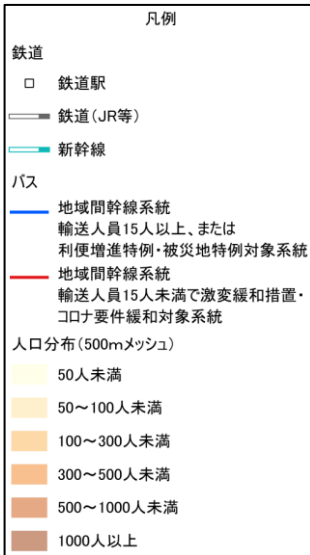 凡例
鉄道
鉄道駅
鉄道(JR等)
新幹線
バス
地域間幹線系統
輸送人員15人以上、または
利便増進特例・被災地特例対象系統
地域間幹線系統
輸送人員15人未満で激変緩和措置・
コロナ要件緩和対象系統
人口分布(500mメッシュ)
50人未満
50～100人未満
100～300人未満
300～500人未満
500～1000人未満
1000人以上